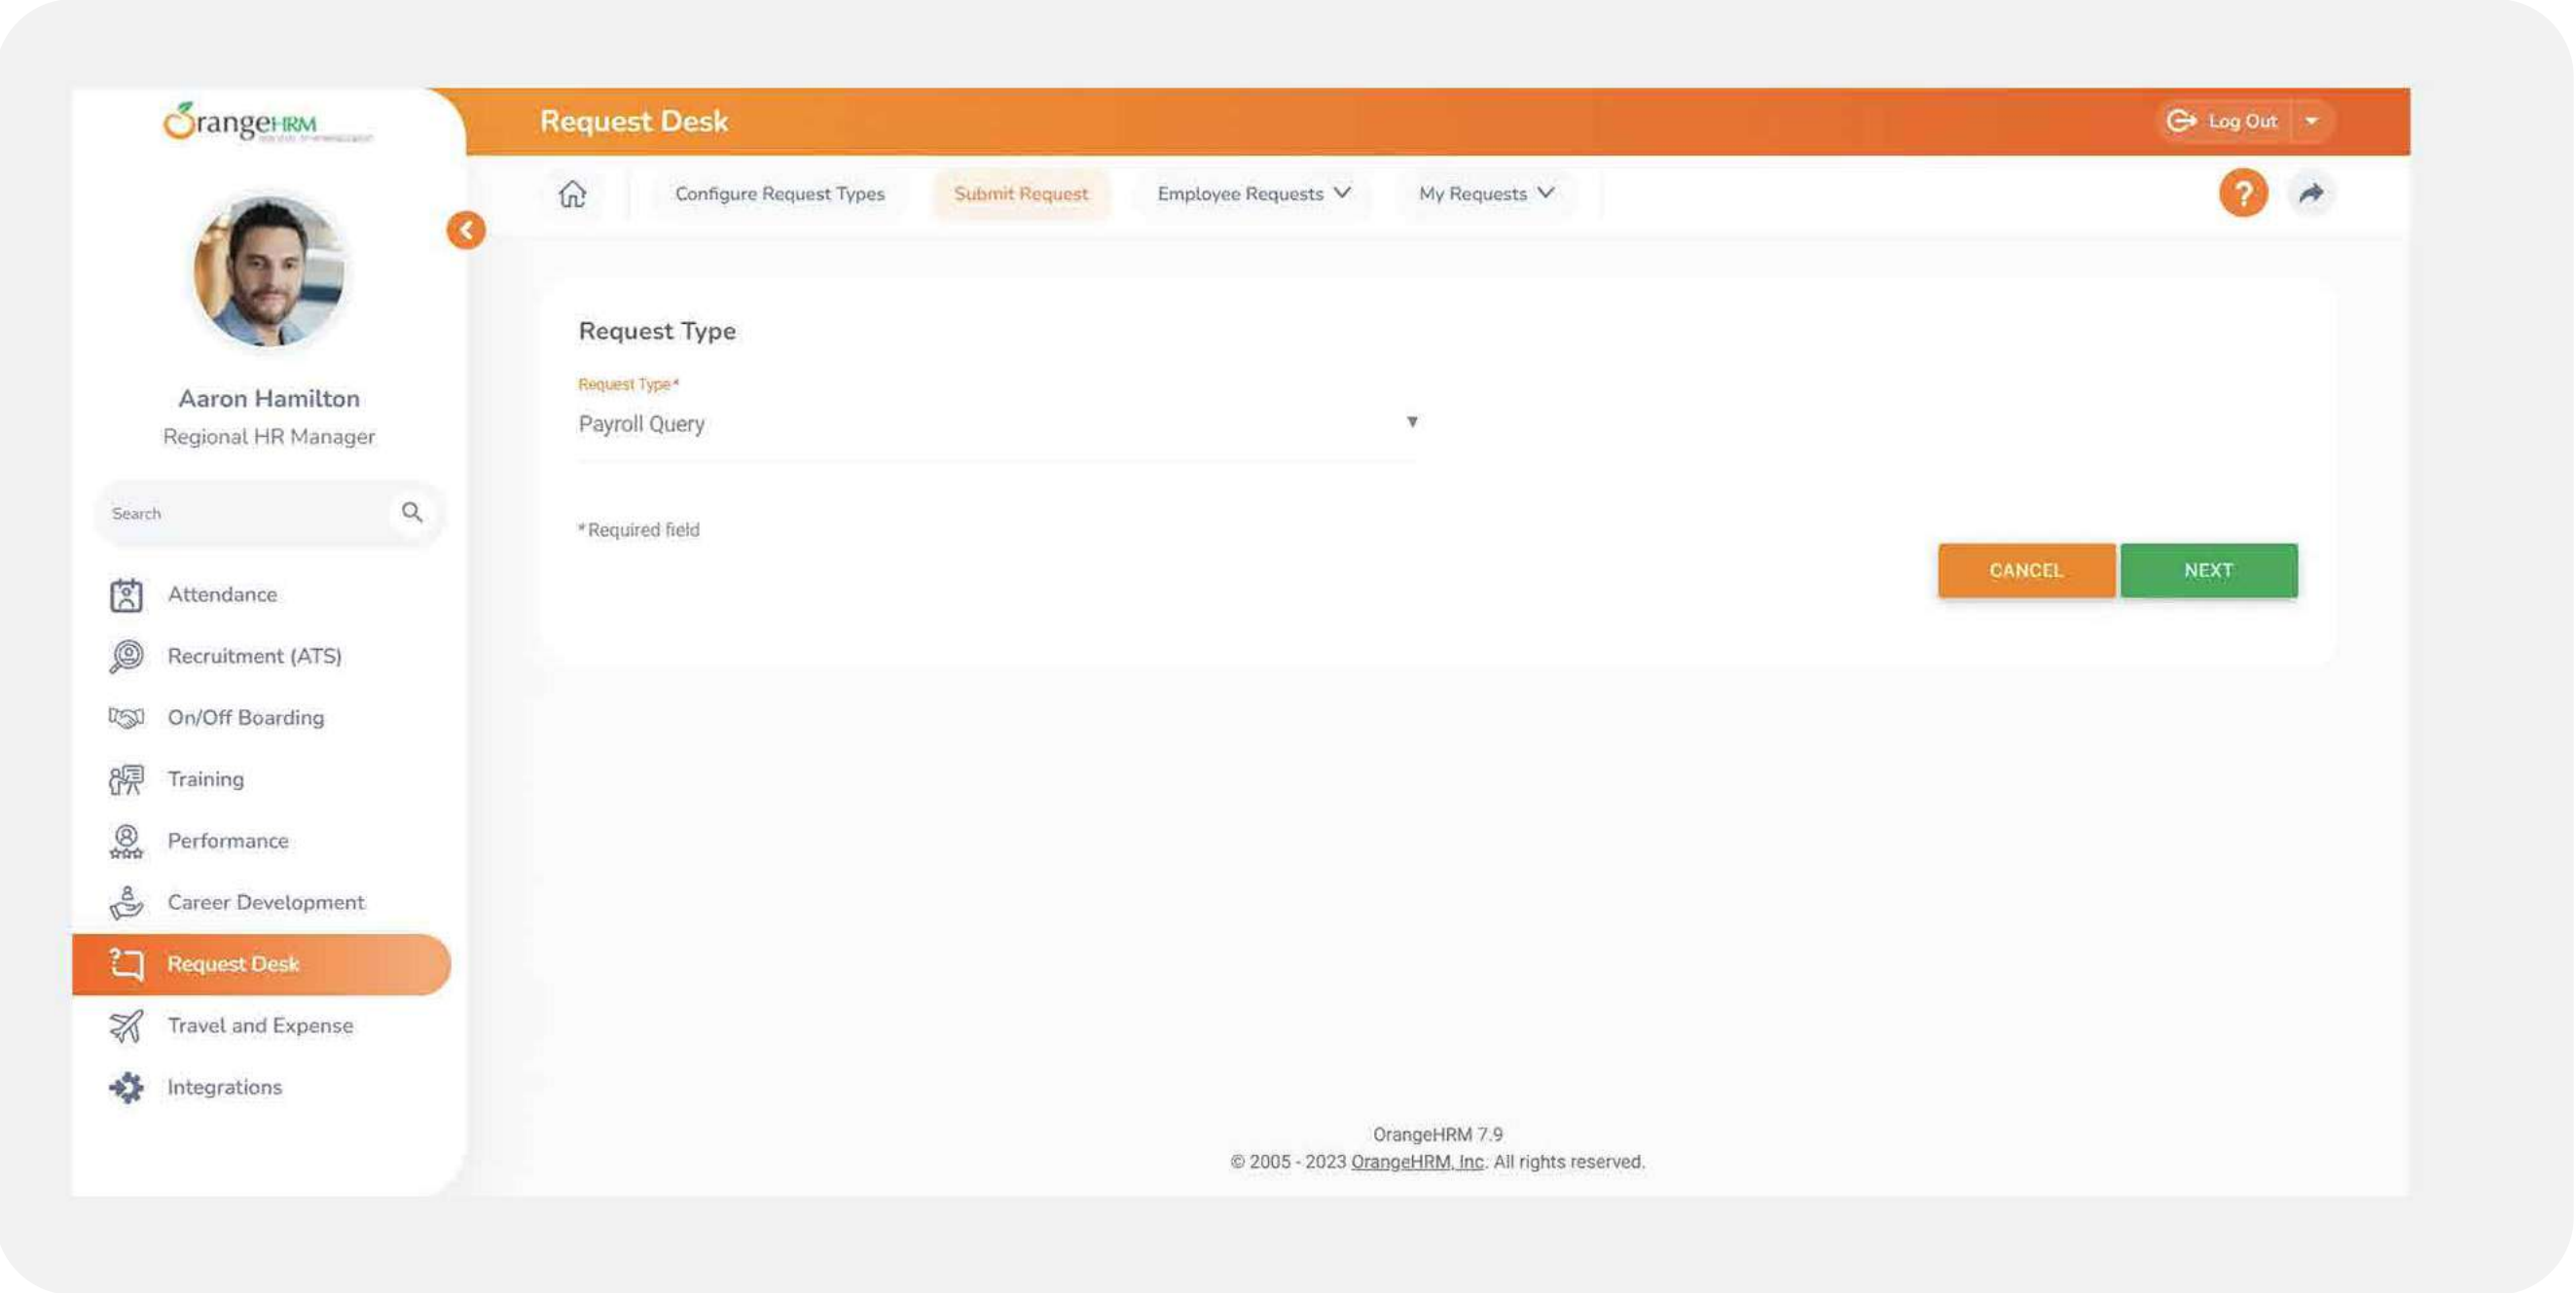 OrangeHRM
Request Desk
Log Out
Configure Request Types
Submit Request
Employee Requests
My Requests
?
Aaron Hamilton
Regional HR Manager
Search
Attendance
Recruitment (ATS)
On/Off Boarding
Training
Performance
Career Development
Request Desk
Travel and Expense
Integrations
Request Type
Request Type*
Payroll Query
*Required field
CANCEL
NEXT
OrangeHRM 7.9
© 2005 - 2023 OrangeHRM, Inc. All rights reserved.